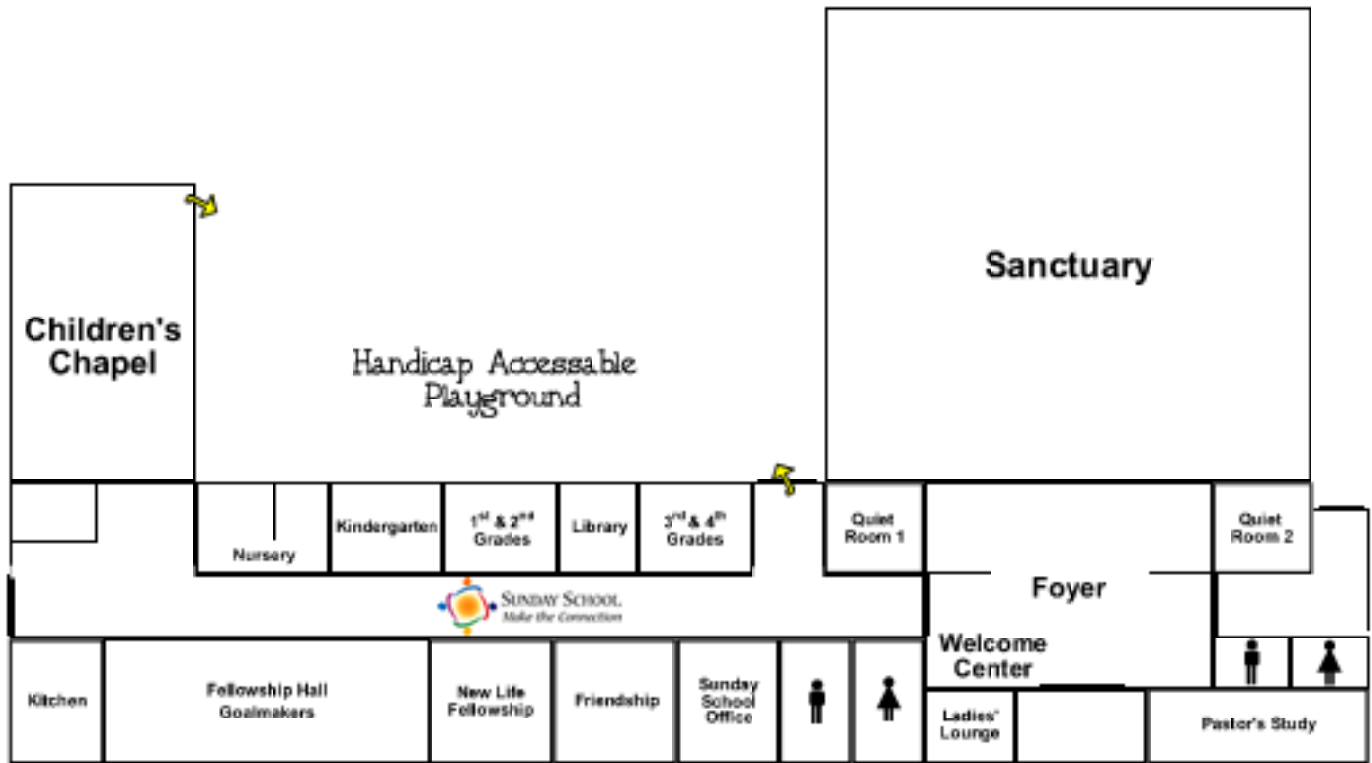 Sanctuary
Children's
Chapel
Handicap Accessable
Playground
Nursery
Kindergarten
1st & 2nd
Grades
Library
3rd & 4th
Grades
Quiet
Room 1
Quiet
Room 2
Foyer
SUNDAY SCHOOL
Make the Connection
Welcome
Center
Kitchen
Fellowship Hall
Goalmakers
New Life
Fellowship
Friendship
Sunday
School
Office
Ladies'
Lounge
Pastor's Study